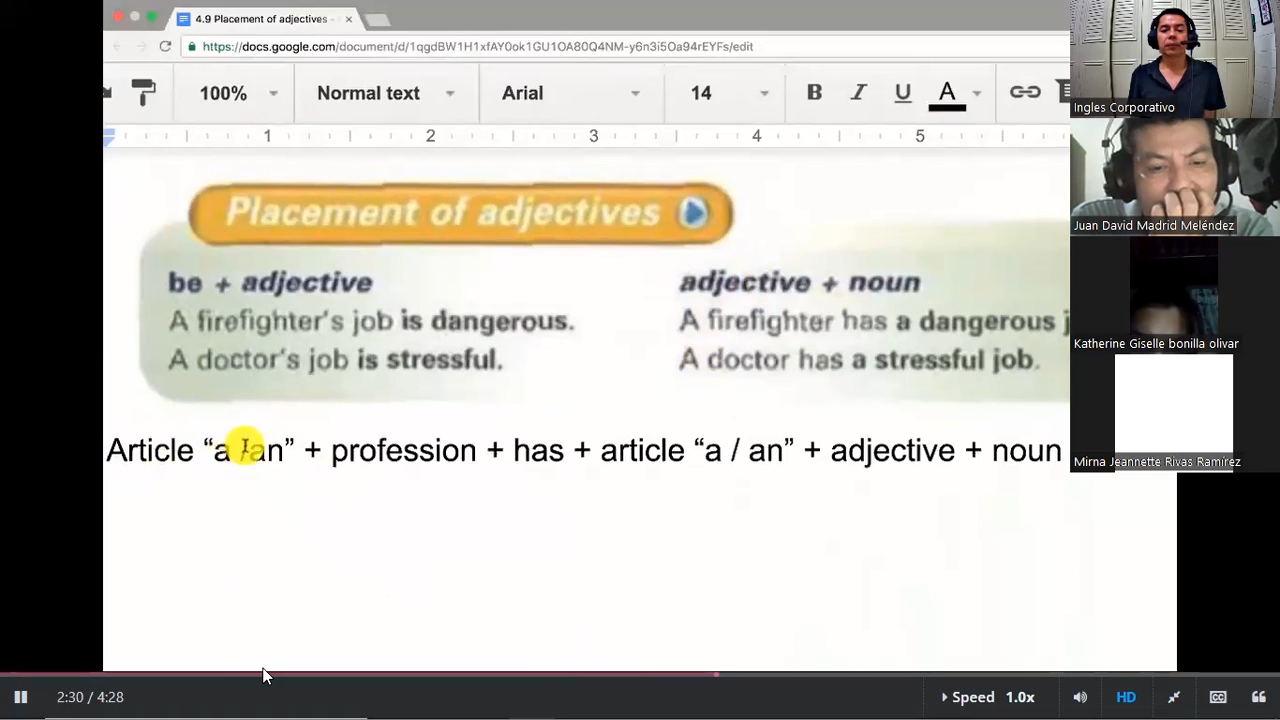 4.9 Placement of adjectives -
https://docs.google.com/document/d/1qgdBW1H1xfAY0ok1GU1OA80Q4NM-y6n3i5Oa94rEYFs/edit
100% Normal text Arial 14 B I U A
1 2 3 4 5
Placement of adjectives
be + adjective
A firefighter's job is dangerous.
A doctor's job is stressful.
adjective + noun
A firefighter has a dangerous j
A doctor has a stressful job.
Article “a /an” + profession + has + article “a / an” + adjective + noun
Ingles Corporativo
Juan David Madrid Meléndez
Katherine Giselle bonilla olivar
Mirna Jeannette Rivas Ramírez
2:30 / 4:28
Speed 1.0x
HD